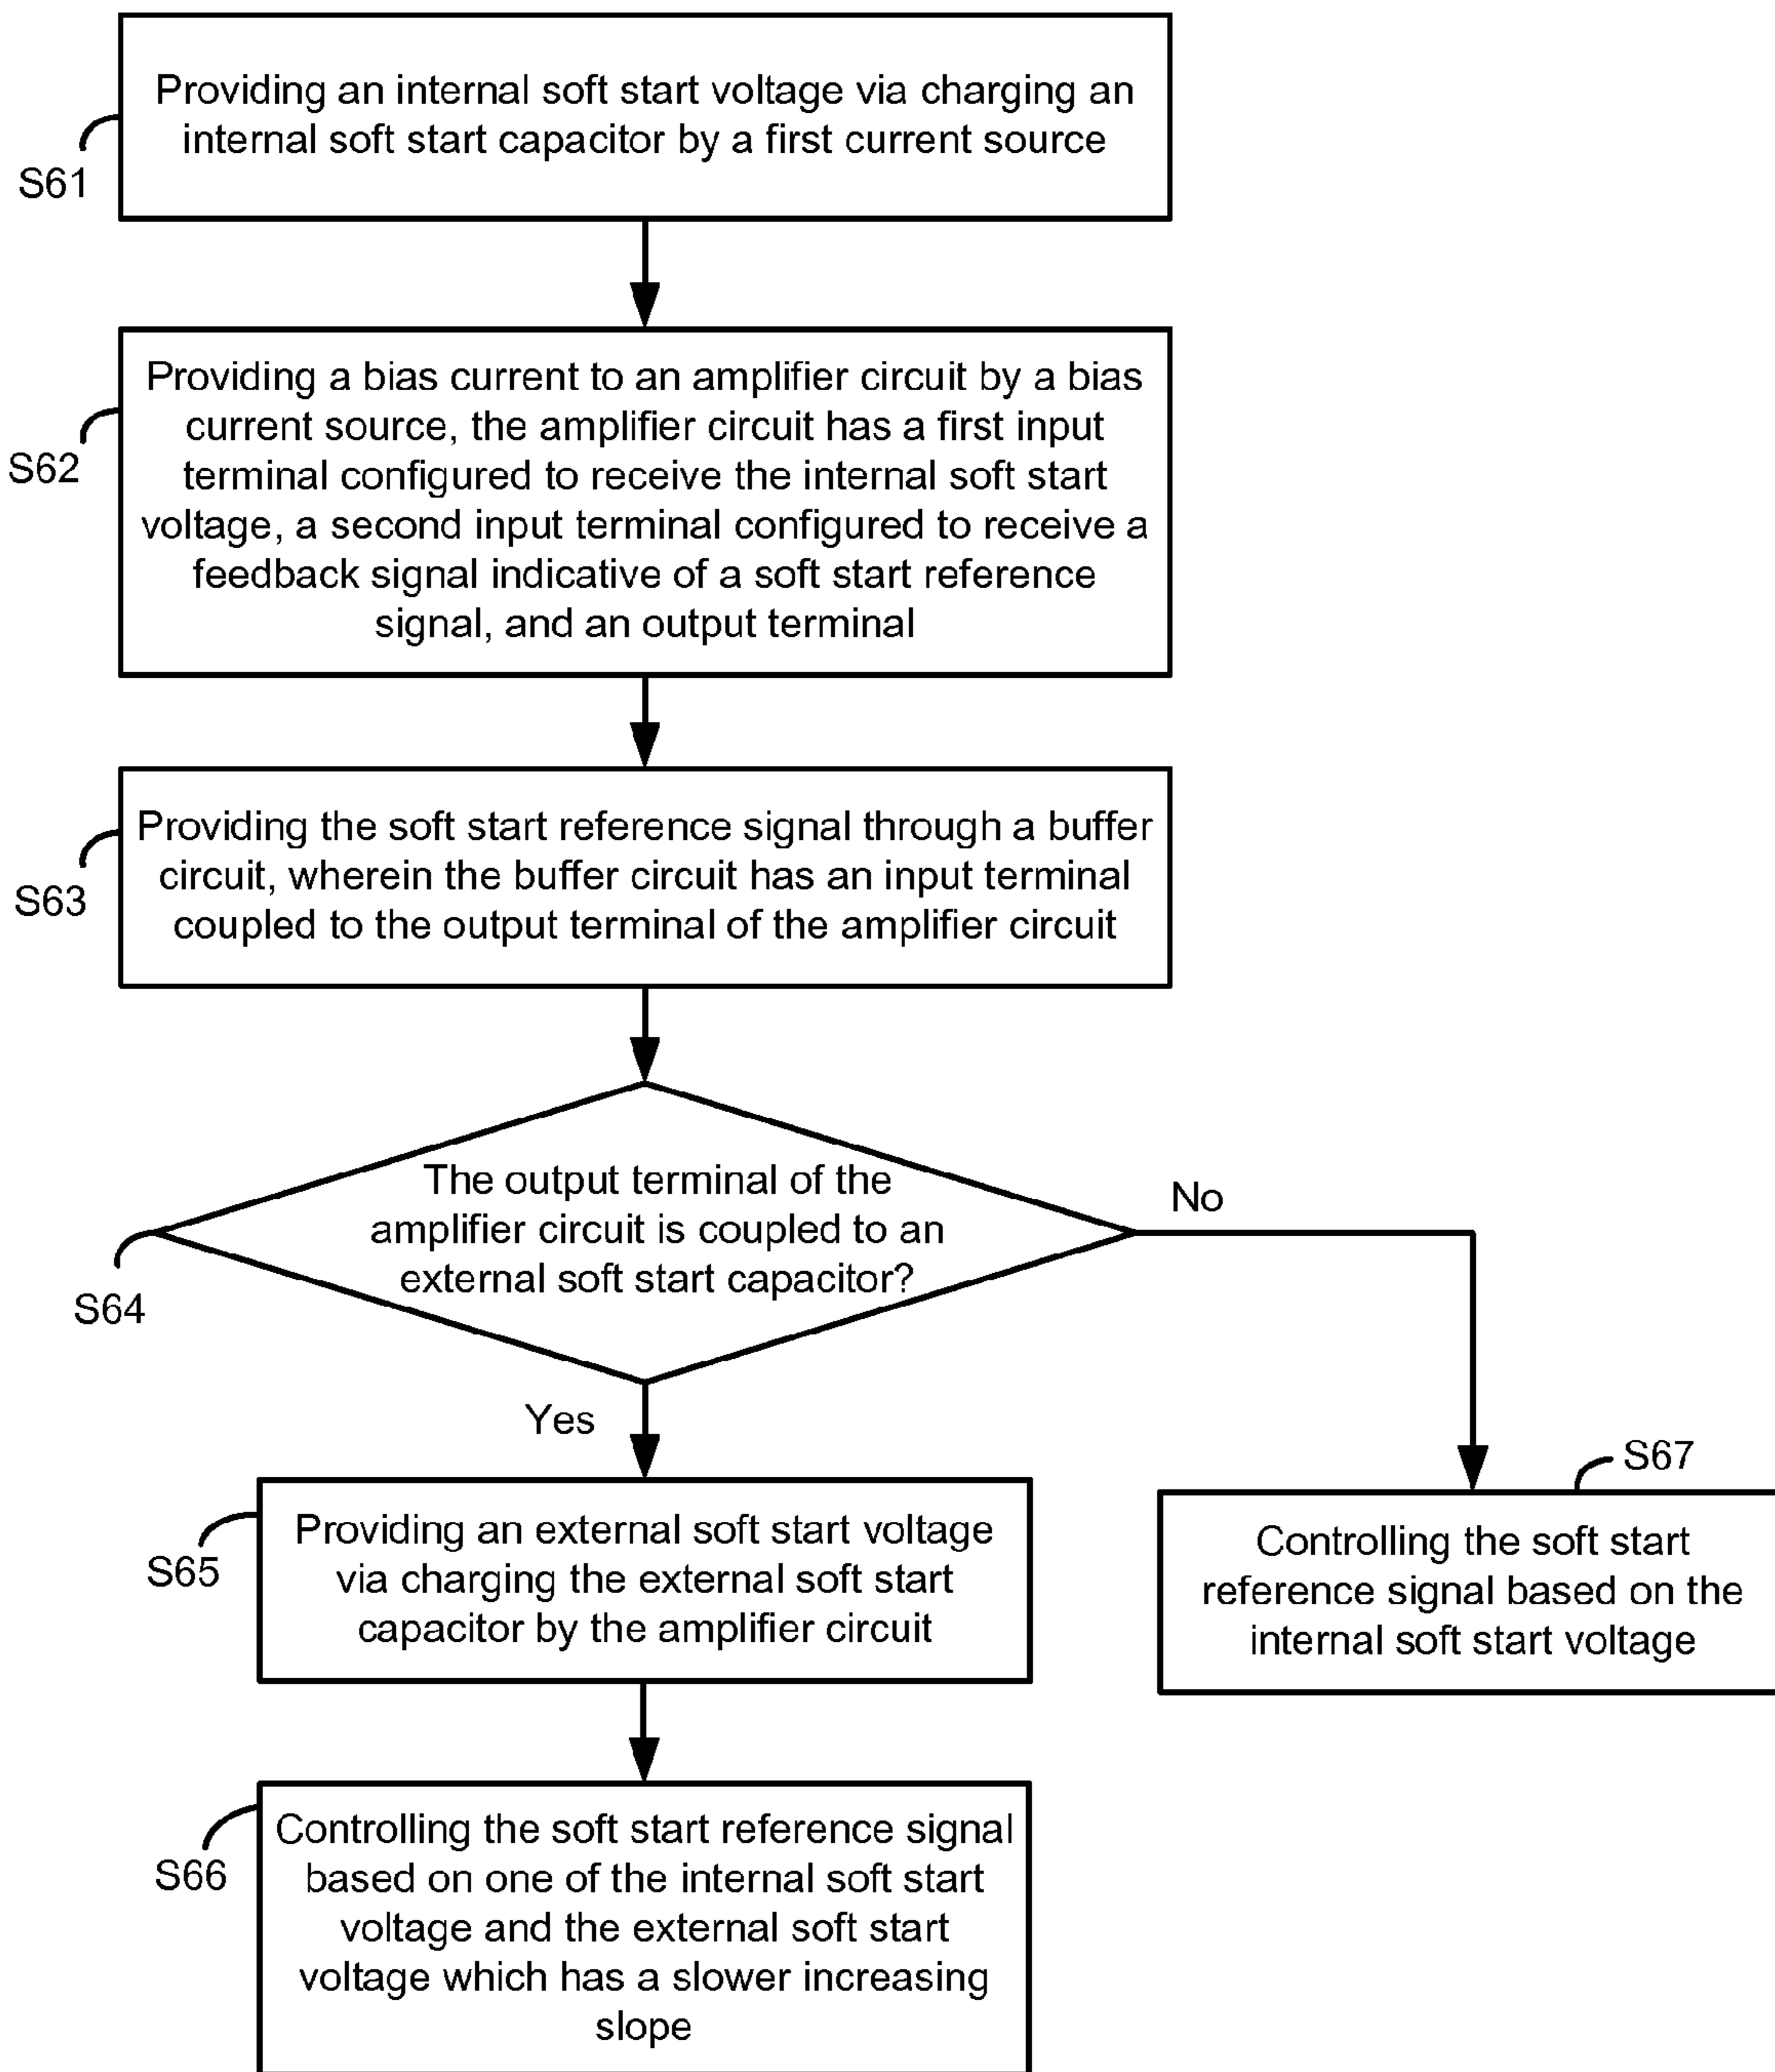 Providing an internal soft start voltage via charging an
internal soft start capacitor by a first current source
S61
Providing a bias current to an amplifier circuit by a bias
current source, the amplifier circuit has a first input
terminal configured to receive the internal soft start
voltage, a second input terminal configured to receive a
feedback signal indicative of a soft start reference
signal, and an output terminal
S62
Providing the soft start reference signal through a buffer
circuit, wherein the buffer circuit has an input terminal
coupled to the output terminal of the amplifier circuit
S63
The output terminal of the
amplifier circuit is coupled to an
external soft start capacitor?
S64
No
Yes
S67
Controlling the soft start
reference signal based on the
internal soft start voltage
Providing an external soft start voltage
via charging the external soft start
capacitor by the amplifier circuit
S65
Controlling the soft start reference signal
based on one of the internal soft start
voltage and the external soft start
voltage which has a slower increasing
slope
S66